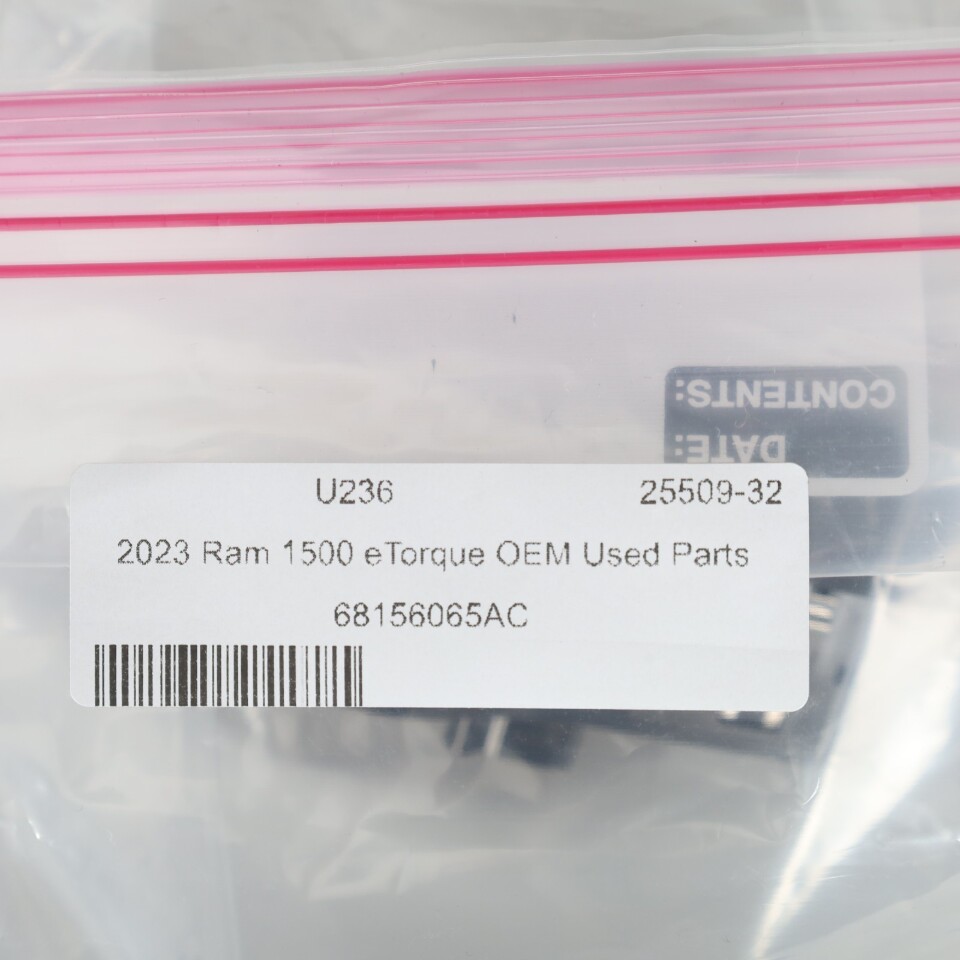 CONTENTS:
DATE:
U236 25509-32
2023 Ram 1500 eTorque OEM Used Parts
68156065AC